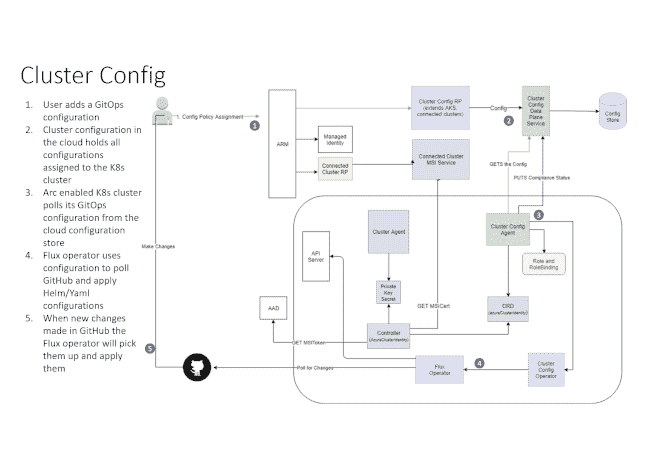 Cluster Config
1. User adds a GitOps
configuration
2. Cluster configuration in
the cloud holds all
configurations
assigned to the K8s
cluster
3. Arc enabled K8s cluster
polls its GitOps
configuration from the
cloud configuration
store
4. Flux operator uses
configuration to poll
GitHub and apply
Helm/Yaml
configurations
5. When new changes
made in GitHub the
Flux operator will pick
them up and apply
them
1. Config Policy Assignment
1
ARM
Managed
Identity
Connected
Cluster RP
Cluster Config RP
(extends AKS,
connected clusters)
Config
2
Cluster
Config
Data
Plane
Service
Config
Store
Connected Cluster
MSI Service
GETS the Config
PUTS Compliance Status
3
Cluster Config
Agent
Cluster Agent
API
Server
Role and
RoleBinding
Make Changes
Private
Key
Secret
GET MSICert
CRD
(azureClusterIdentity)
AAD
Controller
(AzureClusterIdentity)
GET MSIToken
5
Poll for Changes
Flux
Operator
4
Cluster
Config
Operator